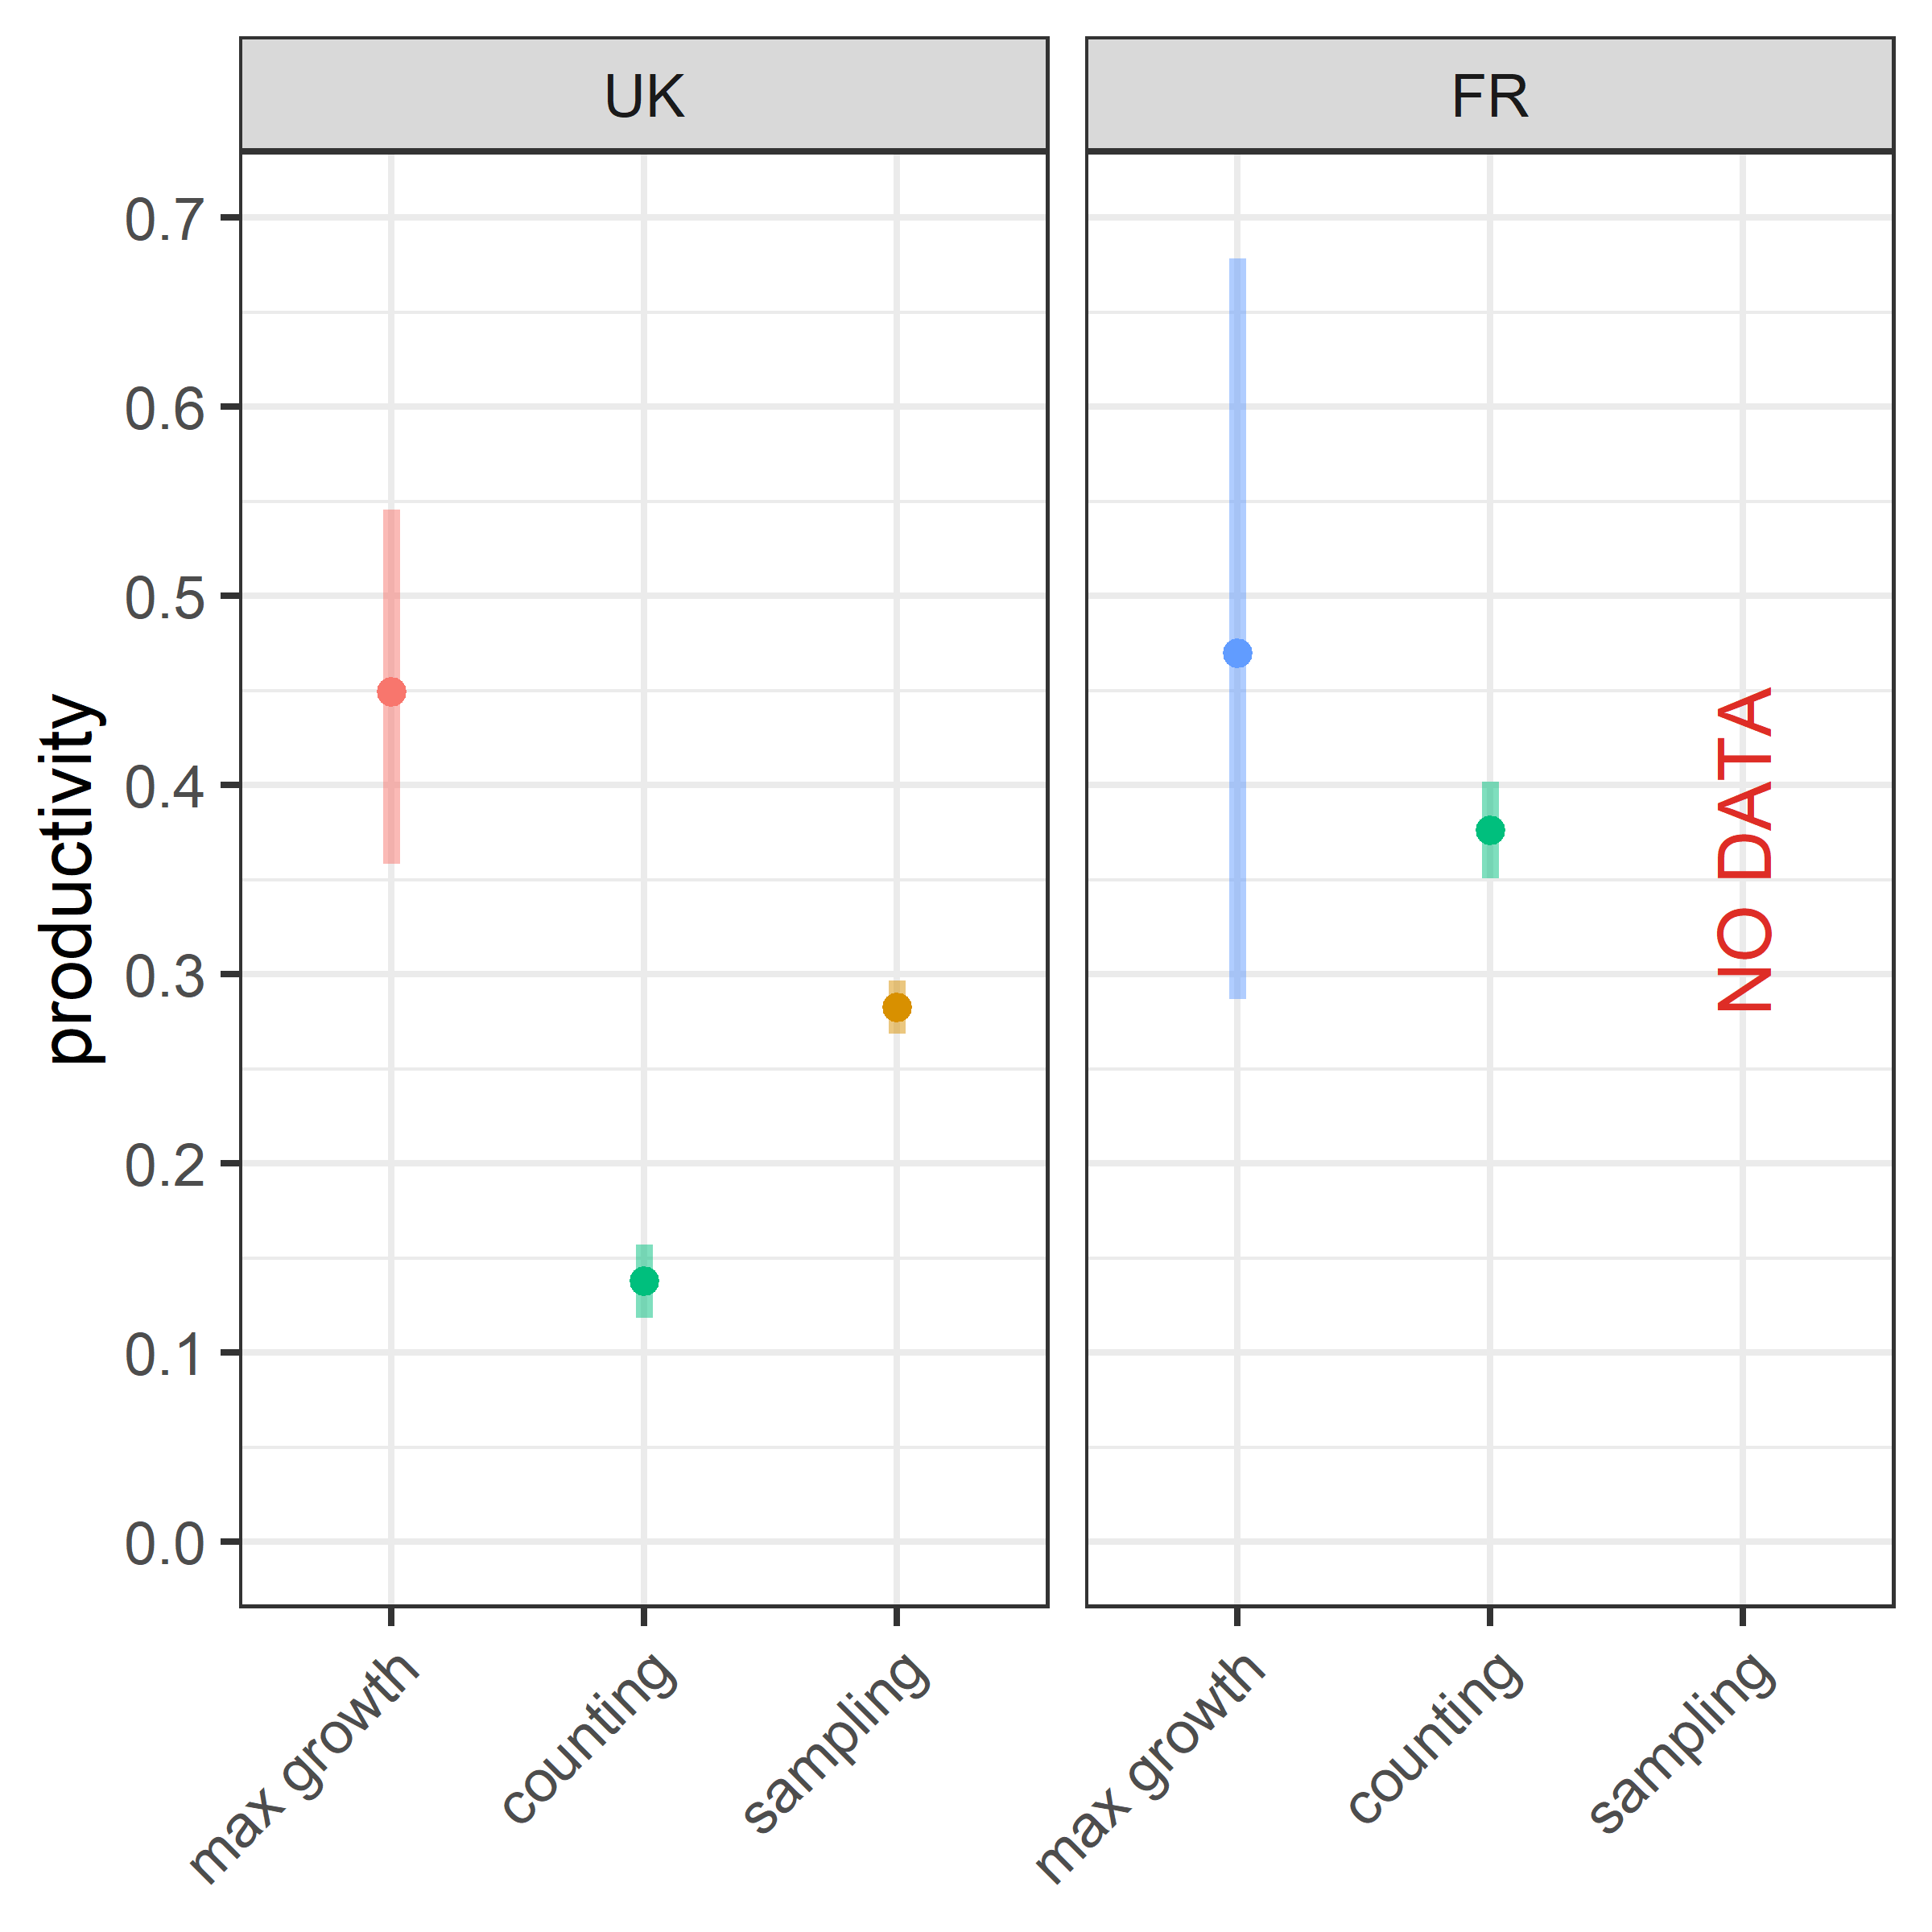 UK
FR
productivity
0.7
0.6
0.5
0.4
0.3
0.2
0.1
0.0
NO DATA
max growth
counting
sampling
max growth
counting
sampling